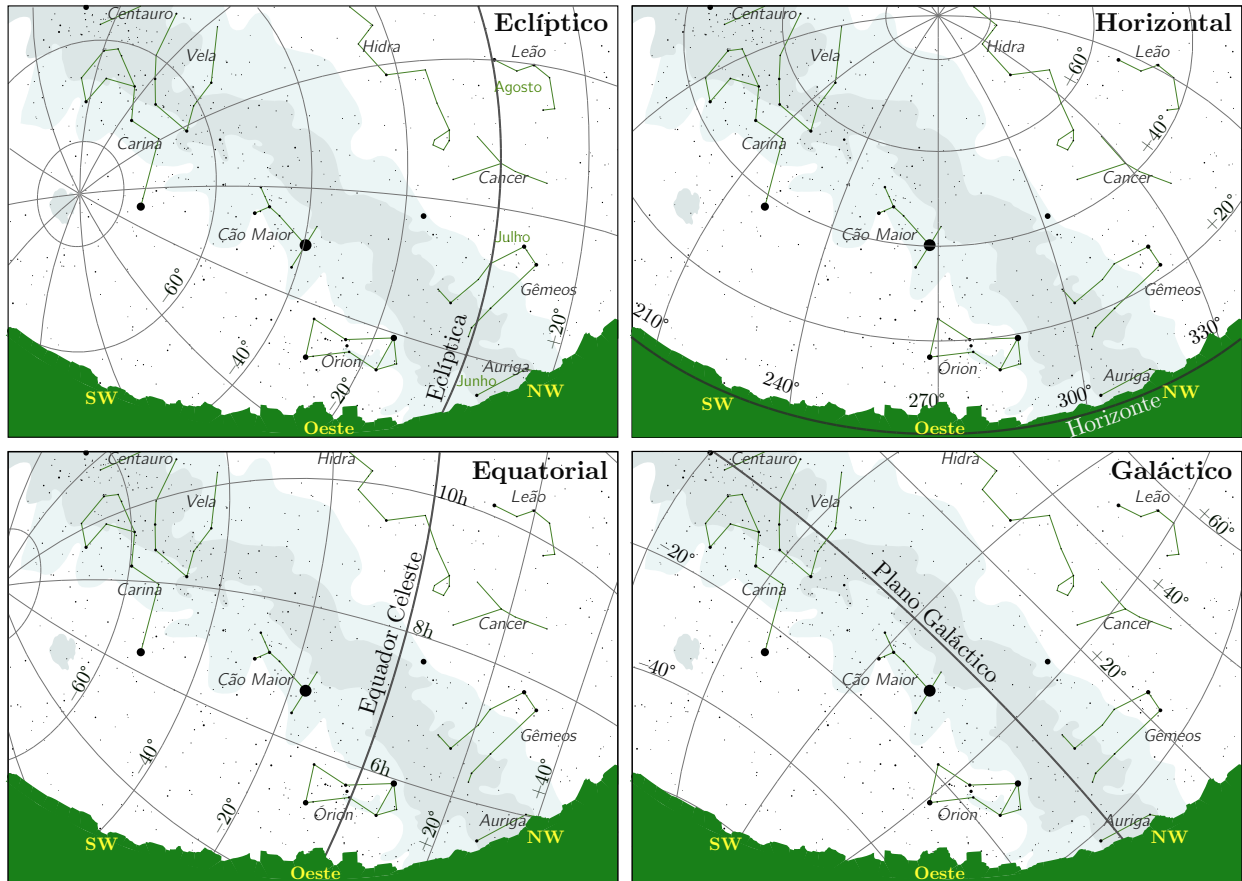 Eclíptico
Centauro
Vela
Hidra
Leão
Agosto
Carina
Cancer
Cão Maior
Julho
Gêmeos
−60°
−40°
−20°
+20°
Eclíptica
Órion
Auriga
Junho
SW
NW
Oeste
Horizontal
Centauro
Vela
Hidra
Leão
+60°
+40°
Carina
Cancer
+20°
Cão Maior
Gêmeos
210°
330°
Órion
Auriga
240°
270°
300°
SW
NW
Horizonte
Oeste
Equatorial
Centauro
Vela
Hidra
Leão
10h
Carina
Cancer
8h
Equador Celeste
Cão Maior
−60°
Gêmeos
−40°
6h
+40°
−20°
Órion
Auriga
+20°
SW
NW
Oeste
Galáctico
Centauro
Vela
Hidra
Leão
+60°
−20°
Carina
Plano Galáctico
+40°
Cancer
+20°
−40°
Cão Maior
Gêmeos
Órion
Auriga
SW
NW
Oeste